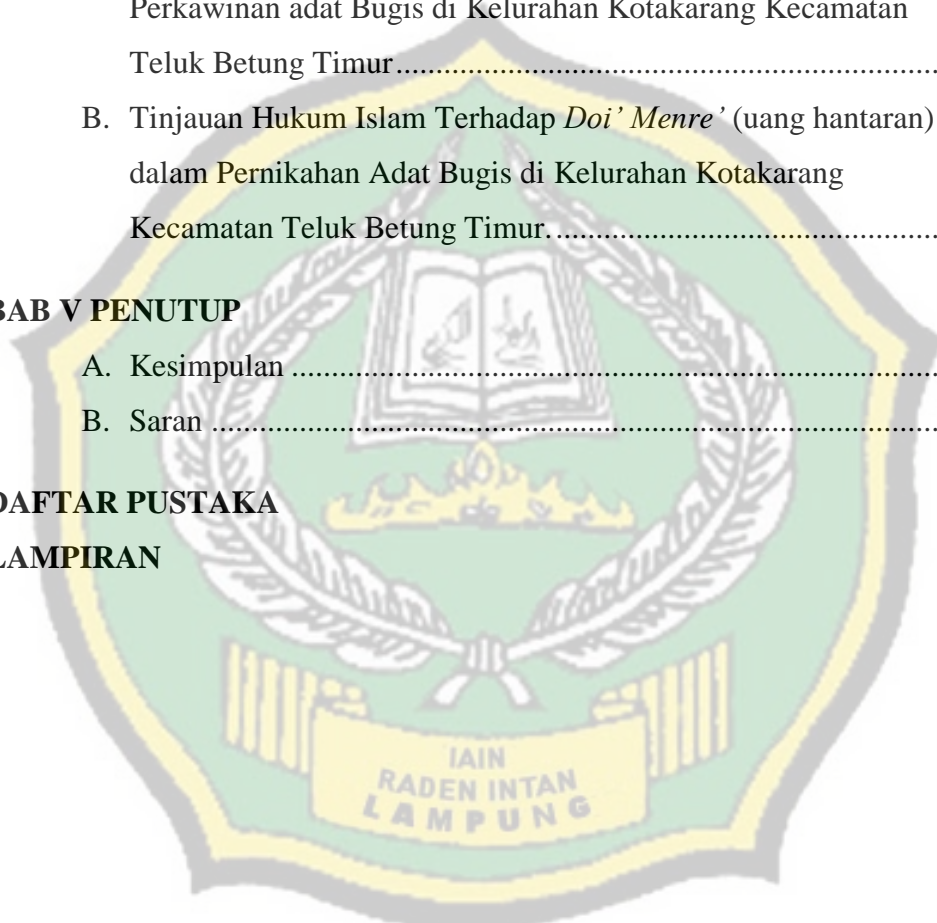 Perkawinan adat Bugis di Kelurahan Kotakarang Kecamatan
Teluk Betung Timur......................................................................
B. Tinjauan Hukum Islam Terhadap Doi’ Menre’ (uang hantaran)
dalam Pernikahan Adat Bugis di Kelurahan Kotakarang
Kecamatan Teluk Betung Timur..................................................
BAB V PENUTUP
A. Kesimpulan ..................................................................................
B. Saran ............................................................................................
DAFTAR PUSTAKA
LAMPIRAN
IAIN
RADEN INTAN
LAMPUNG